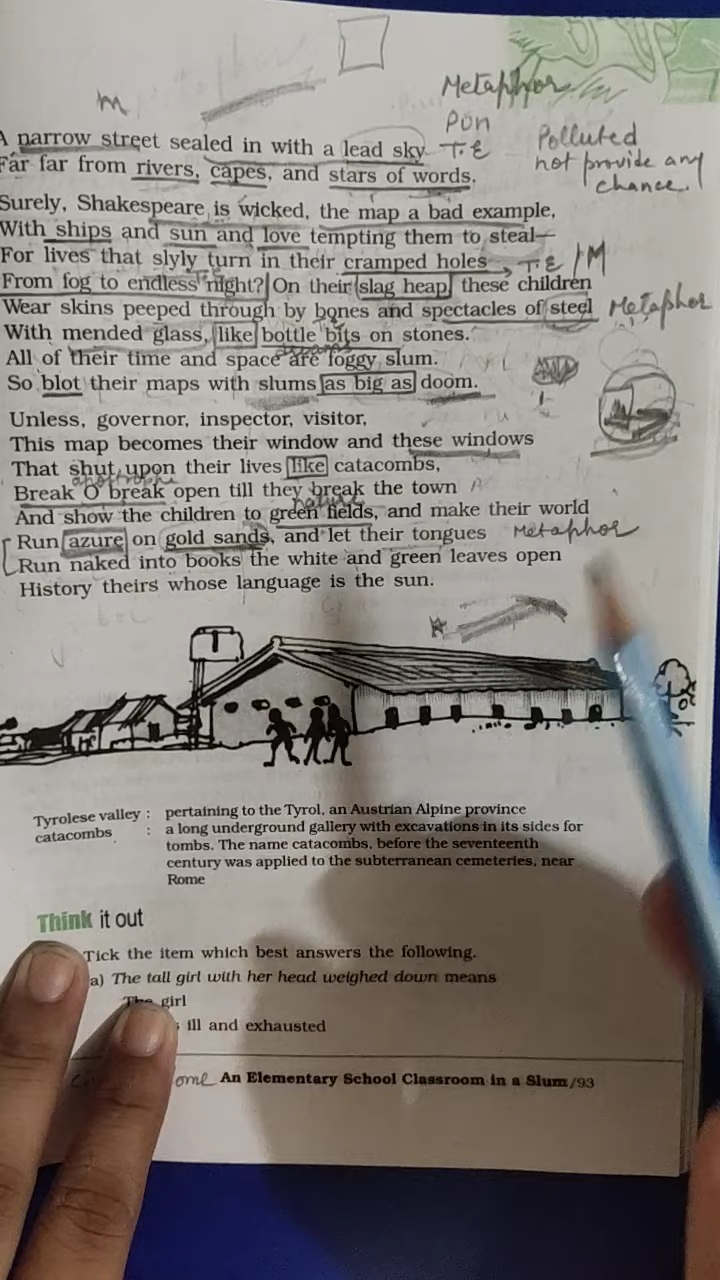 m
Metaphor
Pun
T.E
Polluted
not provide any
chance.
A narrow street sealed in with a lead sky
Far far from rivers, capes, and stars of words.
Surely, Shakespeare is wicked, the map a bad example,
With ships and sun and love tempting them to steal—
For lives that slyly turn in their cramped holes T.E / M
From fog to endless night? On their slag heap, these children
Wear skins peeped through by bones and spectacles of steel Metaphor
With mended glass, like bottle bits on stones.
All of their time and space are foggy slum.
So blot their maps with slums as big as doom.
Unless, governor, inspector, visitor,
This map becomes their window and these windows
That shut upon their lives like catacombs,
apostrophe
Break O break open till they break the town A
nature
And show the children to green fields, and make their world
Run azure on gold sands, and let their tongues Metaphor
Run naked into books the white and green leaves open
History theirs whose language is the sun.
Tyrolese valley : pertaining to the Tyrol, an Austrian Alpine province
catacombs : a long underground gallery with excavations in its sides for
tombs. The name catacombs, before the seventeenth
century was applied to the subterranean cemeteries, near
Rome
Think it out
Tick the item which best answers the following.
a) The tall girl with her head weighed down means
The girl
ill and exhausted
ome An Elementary School Classroom in a Slum/93